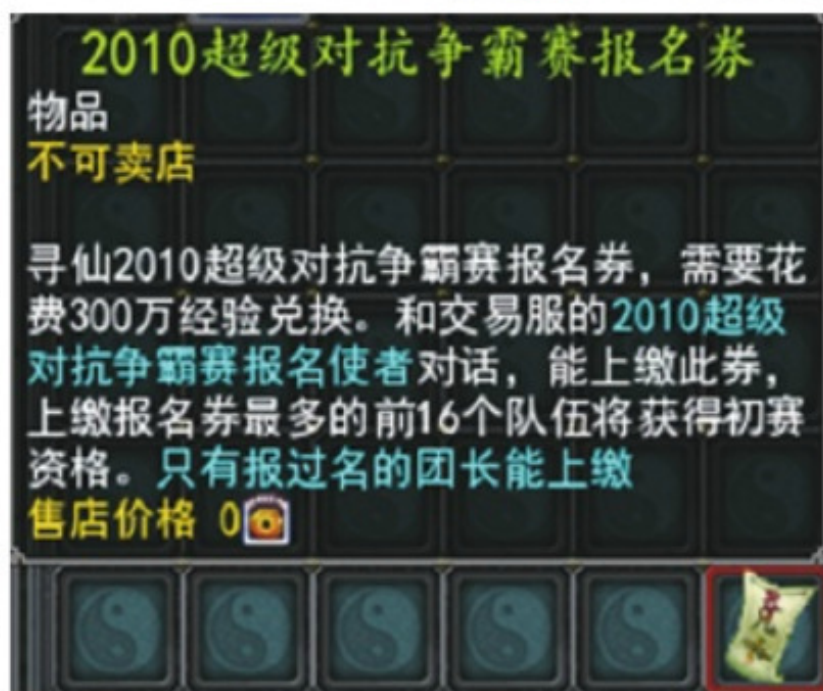 2010超级对抗争霸赛报名券
物品
不可卖店
寻仙2010超级对抗争霸赛报名券，需要花
费300万经验兑换。和交易服的2010超级
对抗争霸赛报名使者对话，能上缴此券，
上缴报名券最多的前16个队伍将获得初赛
资格。只有报过名的团长能上缴
售店价格 0